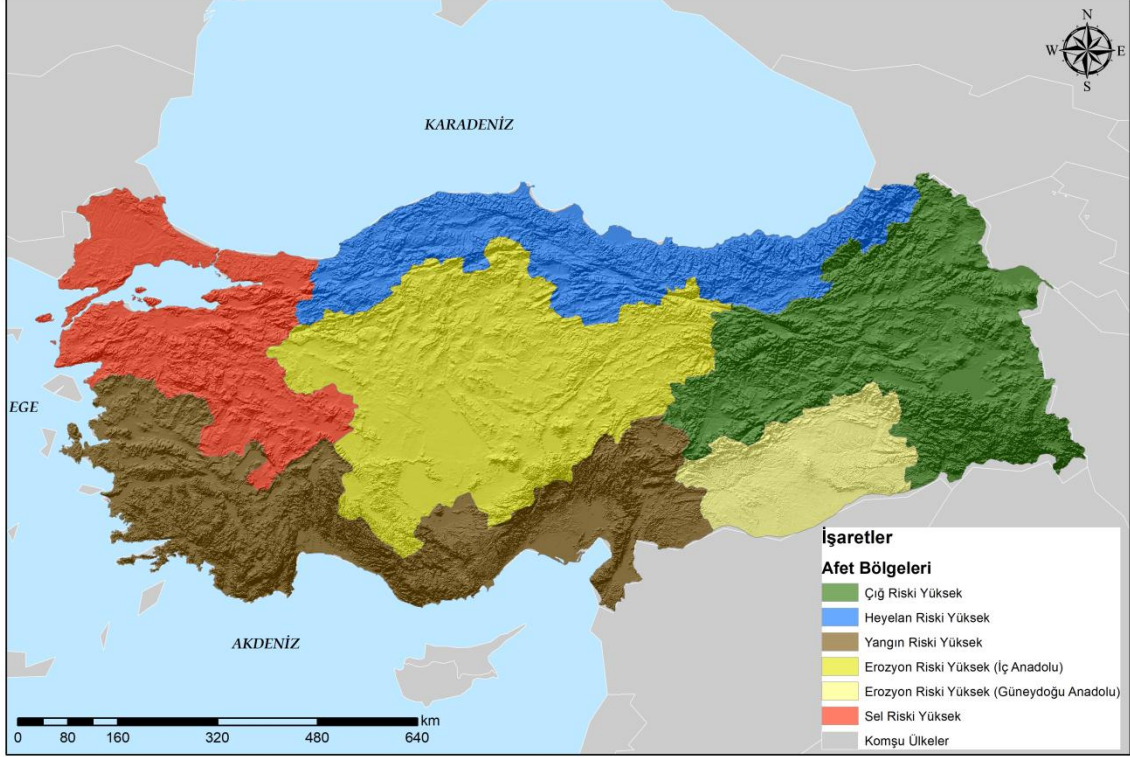 N
W E
S
KARADENİZ
EGE
AKDENİZ
İşaretler
Afet Bölgeleri
Çığ Riski Yüksek
Heyelan Riski Yüksek
Yangın Riski Yüksek
Erozyon Riski Yüksek (İç Anadolu)
Erozyon Riski Yüksek (Güneydoğu Anadolu)
Sel Riski Yüksek
Komşu Ülkeler
km
0 80 160 320 480 640